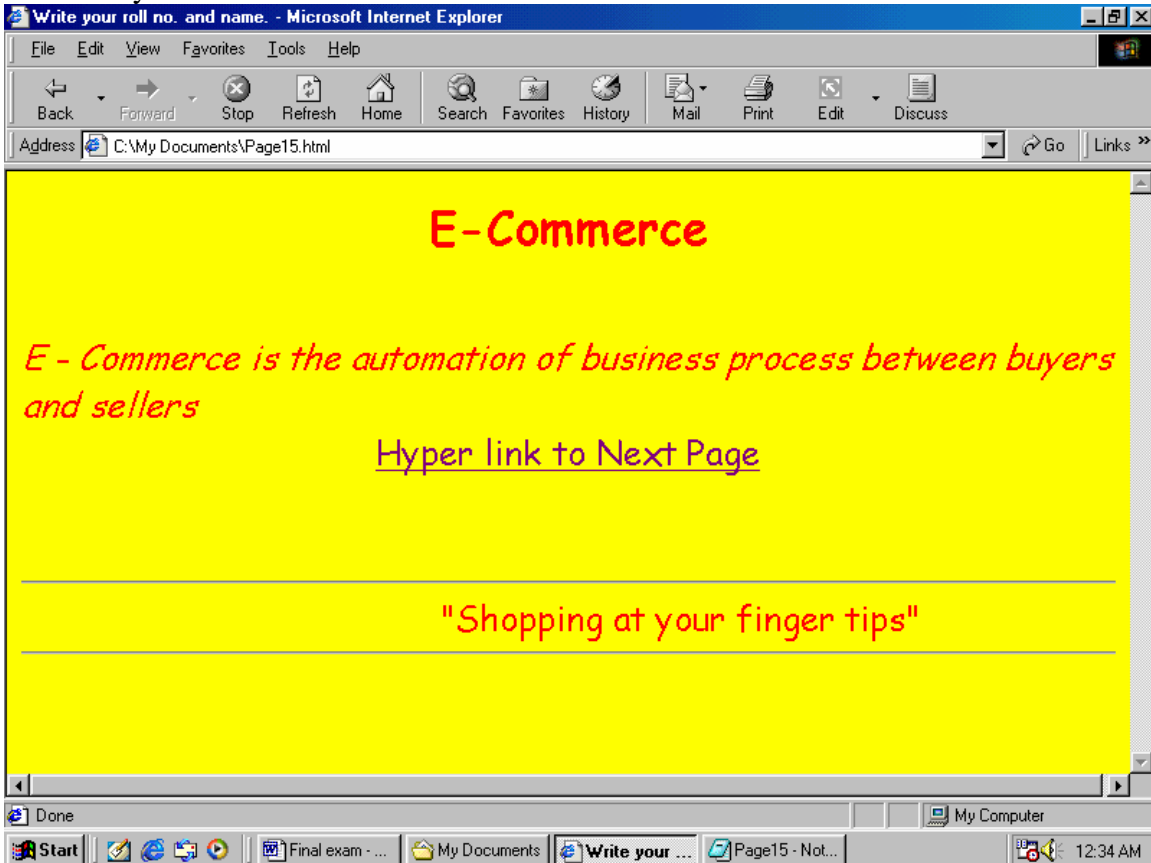 Write your roll no. and name. - Microsoft Internet Explorer
File Edit View Favorites Tools Help
Back Forward Stop Refresh Home Search Favorites History Mail Print Edit Discuss
Address C:\My Documents\Page15.html Go Links »
E-Commerce
E - Commerce is the automation of business process between buyers
and sellers
Hyper link to Next Page
"Shopping at your finger tips"
Done My Computer
Start Final exam - ... My Documents Write your ... Page15 - Not... 12:34 AM